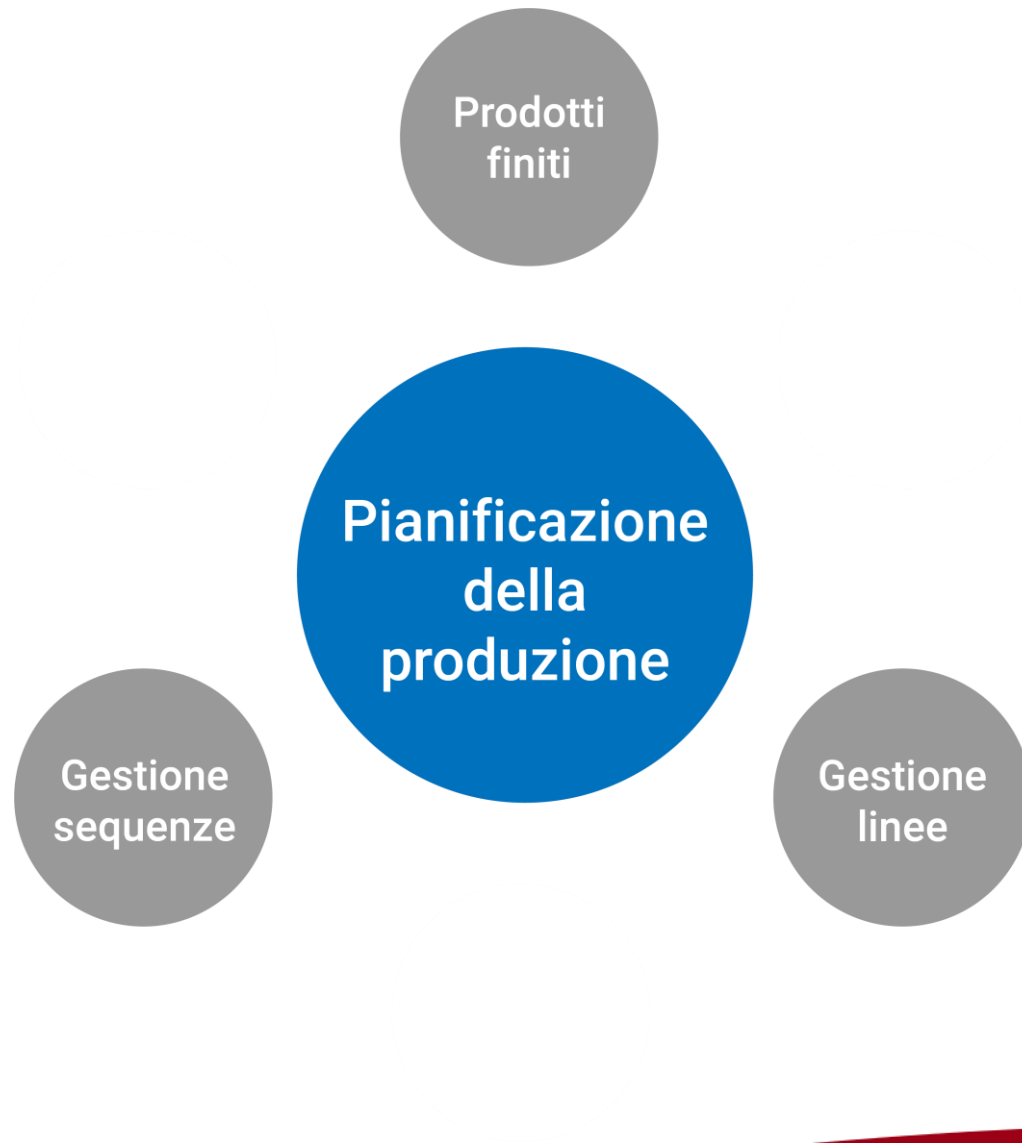 Prodotti
finiti
Pianificazione
della
produzione
Gestione
sequenze
Gestione
linee